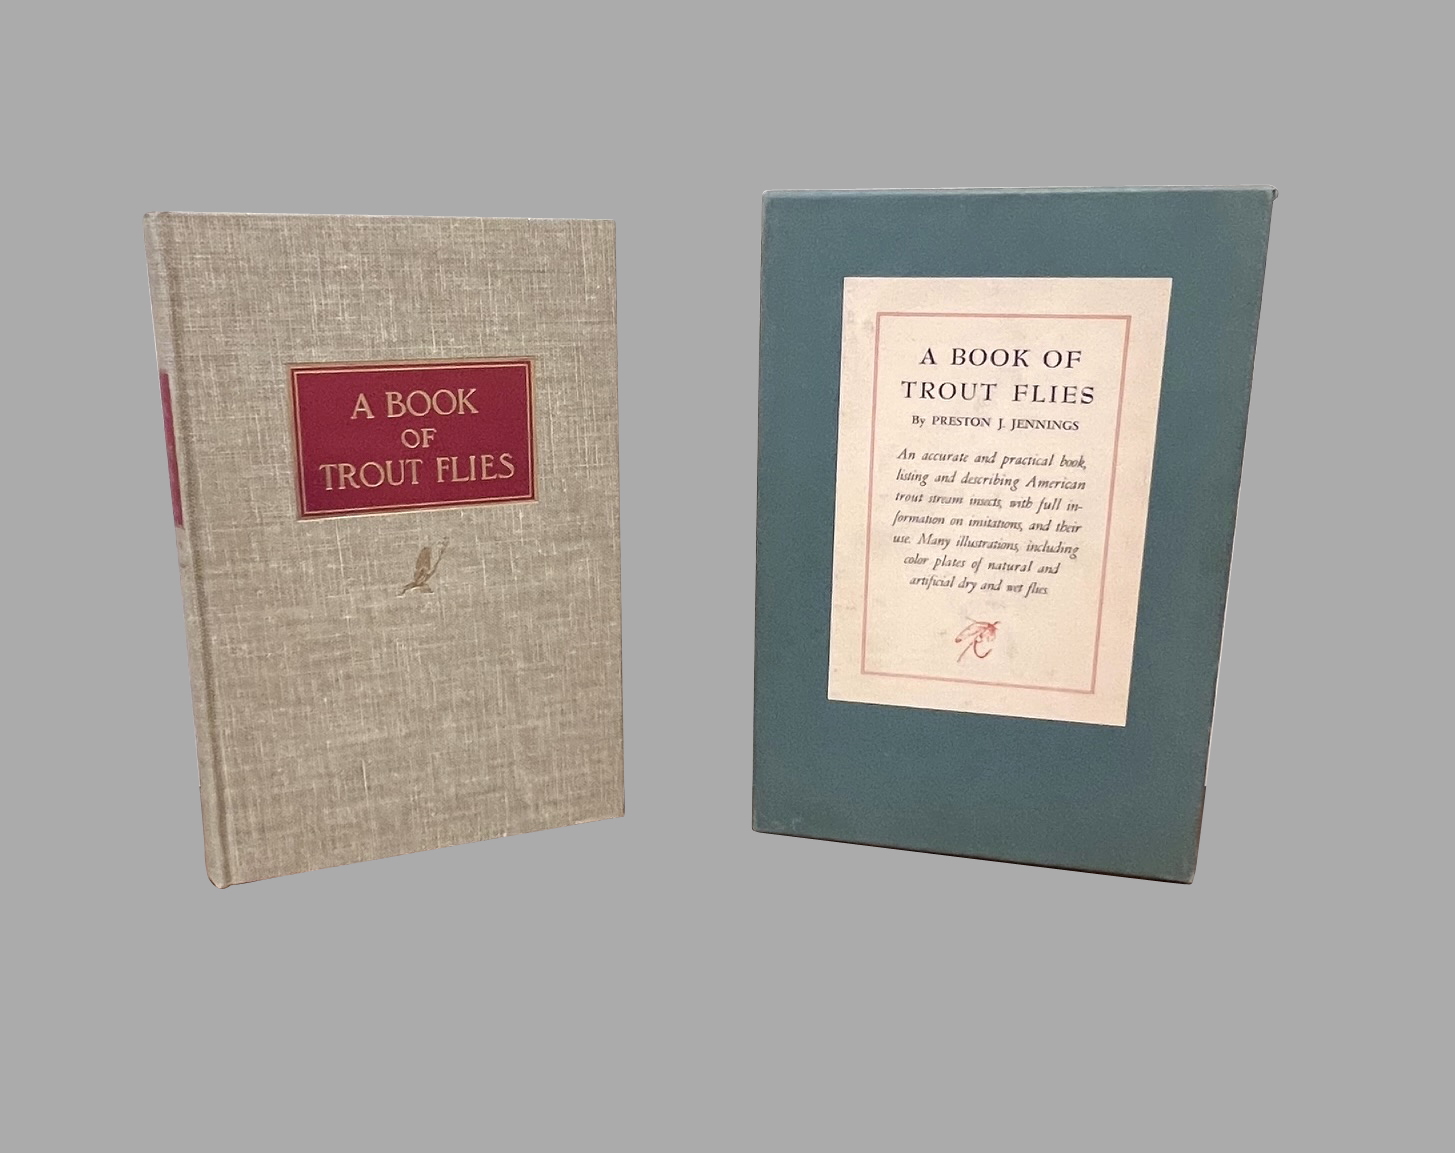 A BOOK
OF
TROUT FLIES
A BOOK OF
TROUT FLIES
By PRESTON J. JENNINGS
An accurate and practical book,
listing and describing American
trout stream insects, with full in-
formation on imitations, and their
use. Many illustrations, including
color plates of natural and
artificial dry and wet flies.